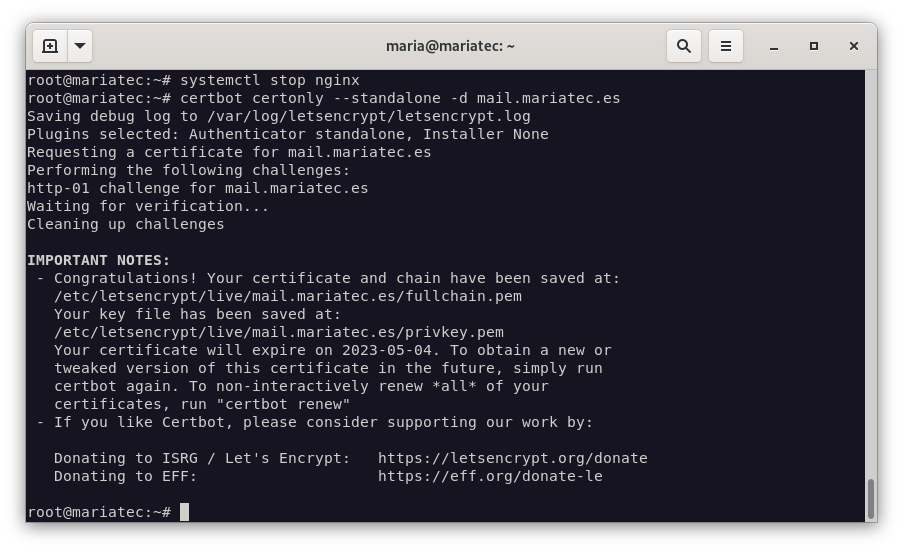 maria@mariatec: ~
root@mariatec:~# systemctl stop nginx
root@mariatec:~# certbot certonly --standalone -d mail.mariatec.es
Saving debug log to /var/log/letsencrypt/letsencrypt.log
Plugins selected: Authenticator standalone, Installer None
Requesting a certificate for mail.mariatec.es
Performing the following challenges:
http-01 challenge for mail.mariatec.es
Waiting for verification...
Cleaning up challenges
IMPORTANT NOTES:
- Congratulations! Your certificate and chain have been saved at:
/etc/letsencrypt/live/mail.mariatec.es/fullchain.pem
Your key file has been saved at:
/etc/letsencrypt/live/mail.mariatec.es/privkey.pem
Your certificate will expire on 2023-05-04. To obtain a new or
tweaked version of this certificate in the future, simply run
certbot again. To non-interactively renew *all* of your
certificates, run "certbot renew"
- If you like Certbot, please consider supporting our work by:
Donating to ISRG / Let's Encrypt:   https://letsencrypt.org/donate
Donating to EFF:                    https://eff.org/donate-le
root@mariatec:~#